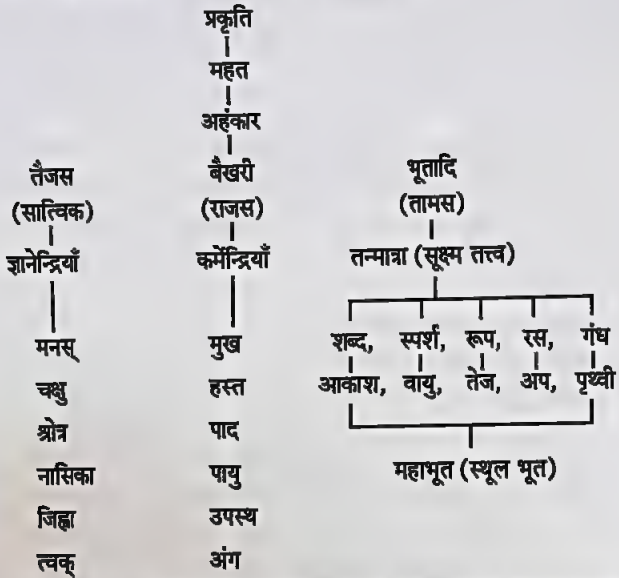 प्रकृति
महत
अहंकार
तैजस
(सात्विक)
ज्ञानेन्द्रियाँ
मनस्
चक्षु
श्रोत्र
नासिका
जिह्वा
त्वक्
बैखरी
(राजस)
कर्मेन्द्रियाँ
मुख
हस्त
पाद
पायु
उपस्थ
अंग
भूतादि
(तामस)
तन्मात्रा (सूक्ष्म तत्त्व)
शब्द, स्पर्श, रूप, रस, गंध
आकाश, वायु, तेज, अप, पृथ्वी
महाभूत (स्थूल भूत)